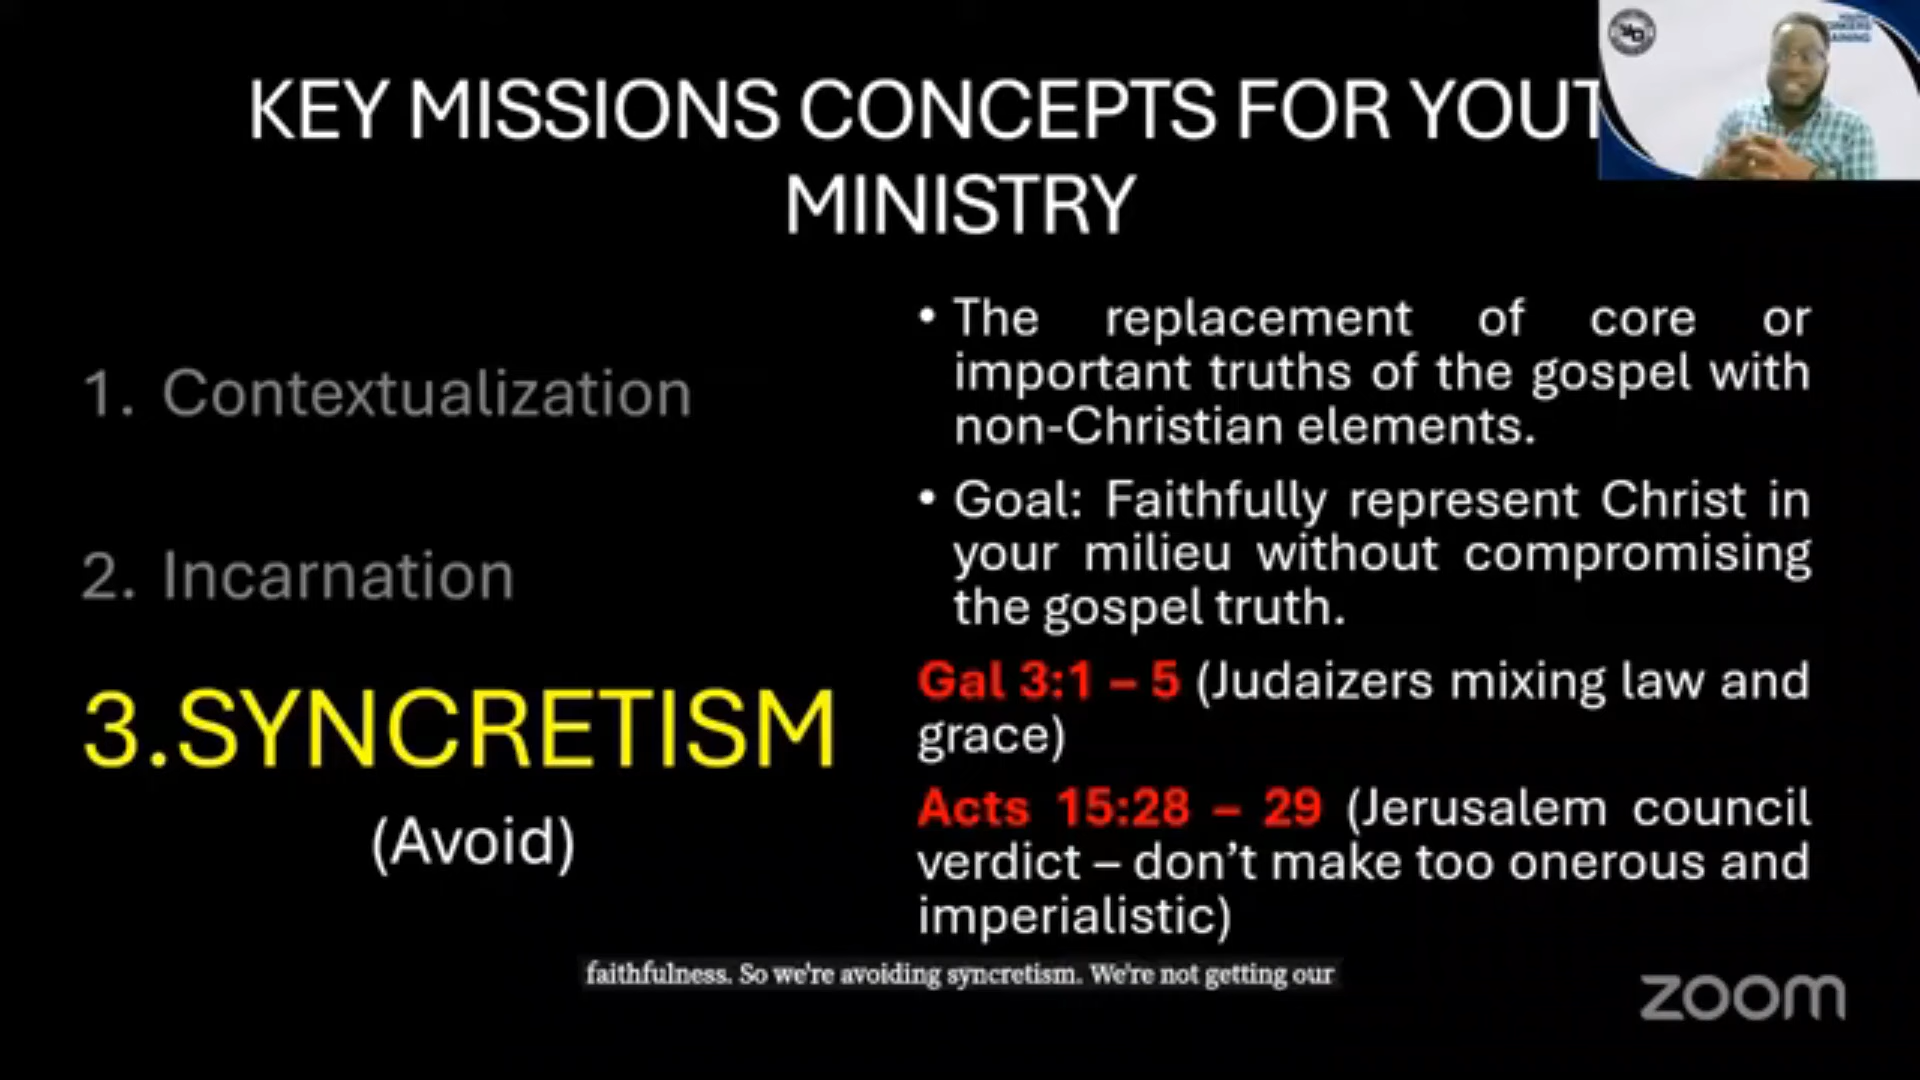 KEY MISSIONS CONCEPTS FOR YOUT
MINISTRY
1. Contextualization
2. Incarnation
3.SYNCRETISM
(Avoid)
• The replacement of core or
important truths of the gospel with
non-Christian elements.
• Goal: Faithfully represent Christ in
your milieu without compromising
the gospel truth.
Gal 3:1 – 5 (Judaizers mixing law and
grace)
Acts 15:28 – 29 (Jerusalem council
verdict – don't make too onerous and
imperialistic)
faithfulness. So we're avoiding syncretism. We're not getting our
zoom